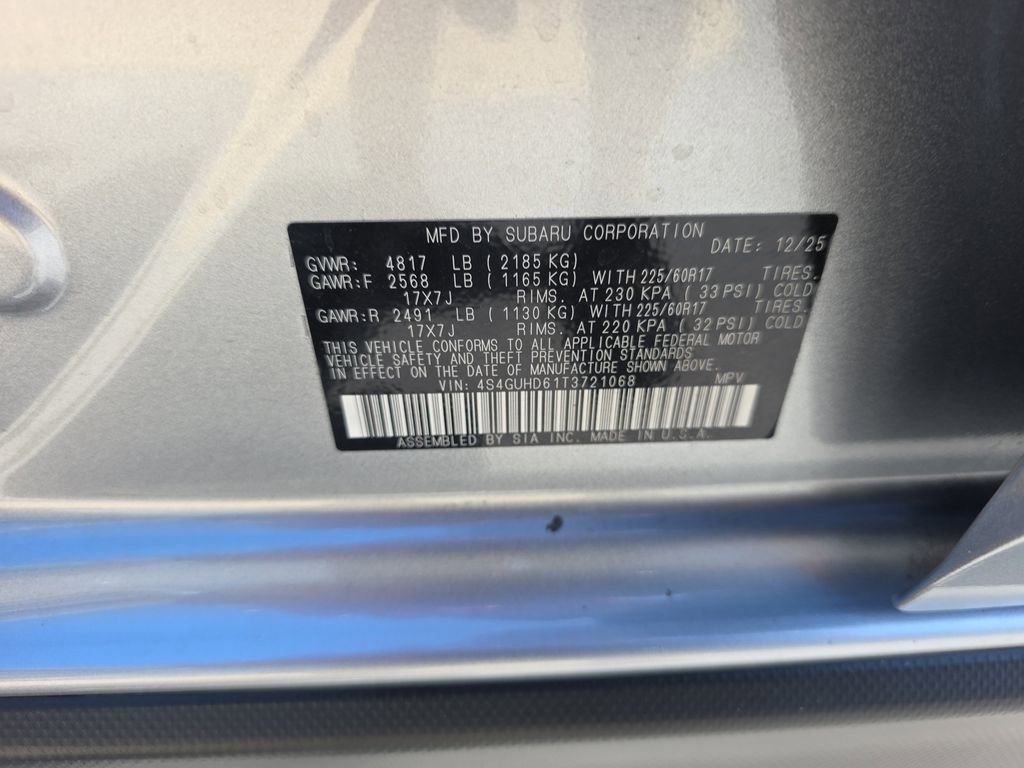 MFD BY SUBARU CORPORATION DATE: 12/25
GVWR: 4817 LB ( 2185 KG)
GAWR:F 2568 LB ( 1165 KG) WITH 225/60R17 TIRES.
17X7J RIMS. AT 230 KPA ( 33 PSI) COLD
GAWR:R 2491 LB ( 1130 KG) WITH 225/60R17 TIRES.
17X7J RIMS. AT 220 KPA ( 32 PSI) COLD
THIS VEHICLE CONFORMS TO ALL APPLICABLE FEDERAL MOTOR
VEHICLE SAFETY AND THEFT PREVENTION STANDARDS
IN EFFECT ON THE DATE OF MANUFACTURE SHOWN ABOVE.
VIN: 4S4GUHD61T3721068 MPV
ASSEMBLED BY SIA INC. MADE IN U.S.A.